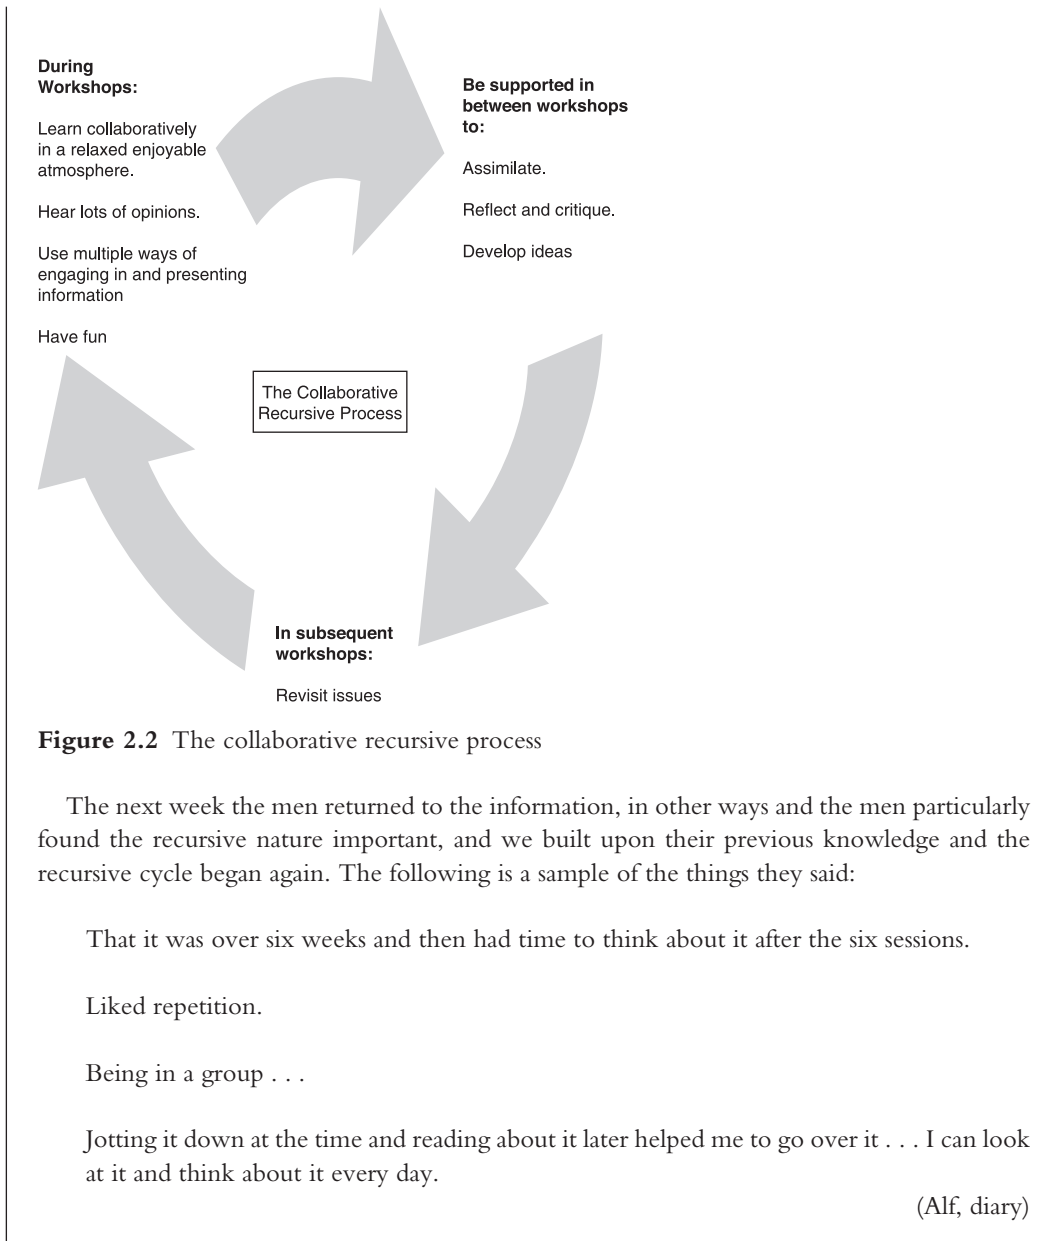 During
Workshops:
Learn collaboratively
in a relaxed enjoyable
atmosphere.
Hear lots of opinions.
Use multiple ways of
engaging in and presenting
information
Have fun
Be supported in
between workshops
to:
Assimilate.
Reflect and critique.
Develop ideas
The Collaborative
Recursive Process
In subsequent
workshops:
Revisit issues
Figure 2.2 The collaborative recursive process
The next week the men returned to the information, in other ways and the men particularly
found the recursive nature important, and we built upon their previous knowledge and the
recursive cycle began again. The following is a sample of the things they said:
That it was over six weeks and then had time to think about it after the six sessions.
Liked repetition.
Being in a group . . .
Jotting it down at the time and reading about it later helped me to go over it . . . I can look
at it and think about it every day.
(Alf, diary)